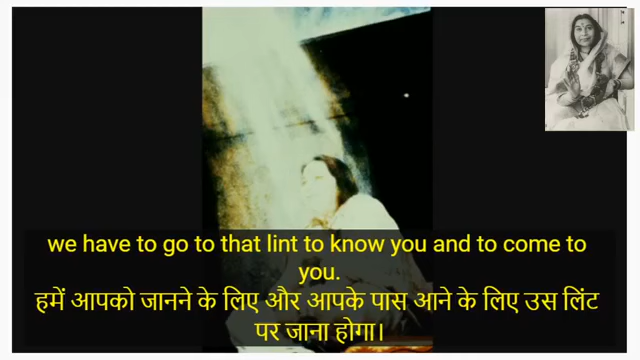 we have to go to that lint to know you and to come to
you.
हमें आपको जानने के लिए और आपके पास आने के लिए उस लिंट
पर जाना होगा।